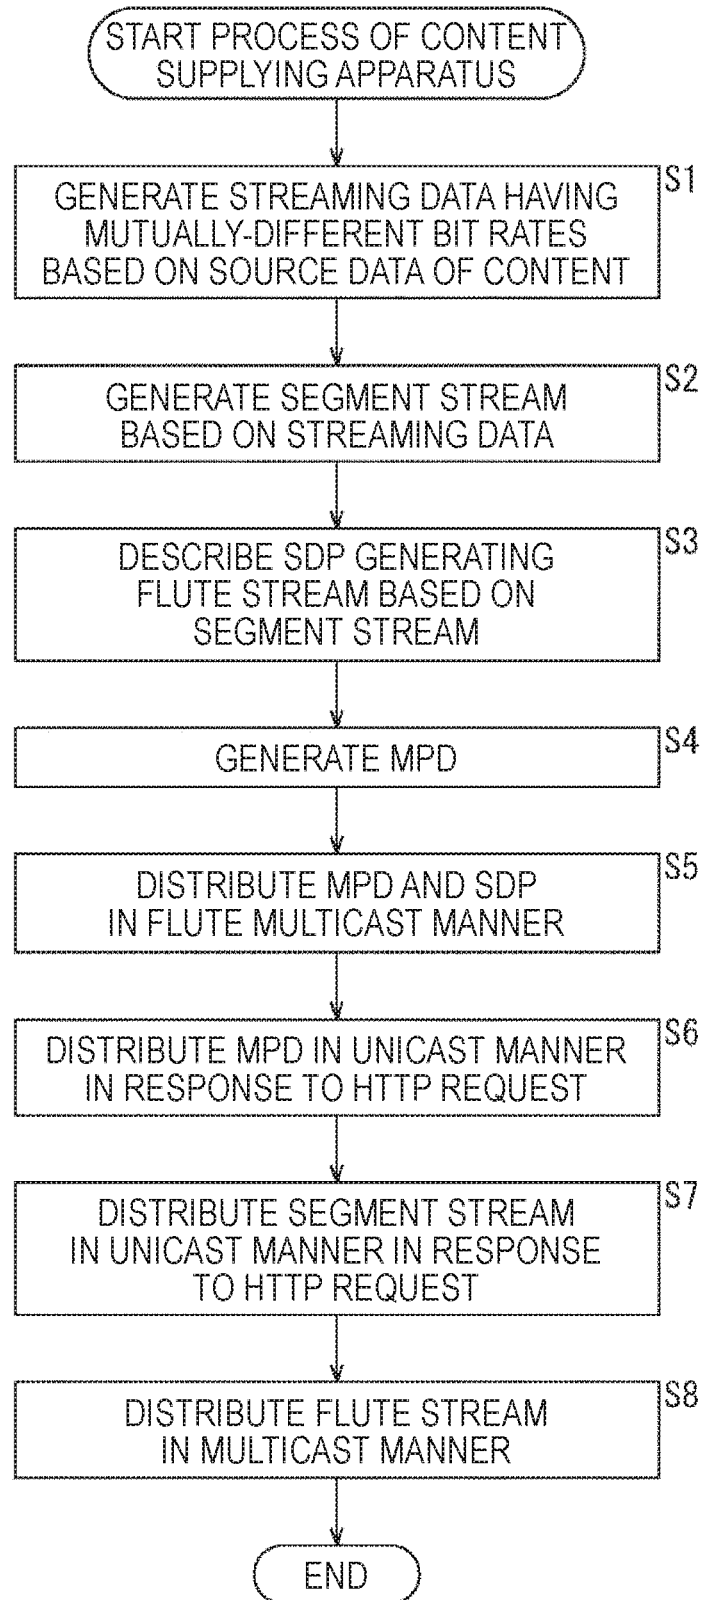 START PROCESS OF CONTENT
SUPPLYING APPARATUS
S1
GENERATE STREAMING DATA HAVING
MUTUALLY-DIFFERENT BIT RATES
BASED ON SOURCE DATA OF CONTENT
S2
GENERATE SEGMENT STREAM
BASED ON STREAMING DATA
S3
DESCRIBE SDP GENERATING
FLUTE STREAM BASED ON
SEGMENT STREAM
S4
GENERATE MPD
S5
DISTRIBUTE MPD AND SDP
IN FLUTE MULTICAST MANNER
S6
DISTRIBUTE MPD IN UNICAST MANNER
IN RESPONSE TO HTTP REQUEST
S7
DISTRIBUTE SEGMENT STREAM
IN UNICAST MANNER IN RESPONSE
TO HTTP REQUEST
S8
DISTRIBUTE FLUTE STREAM
IN MULTICAST MANNER
END